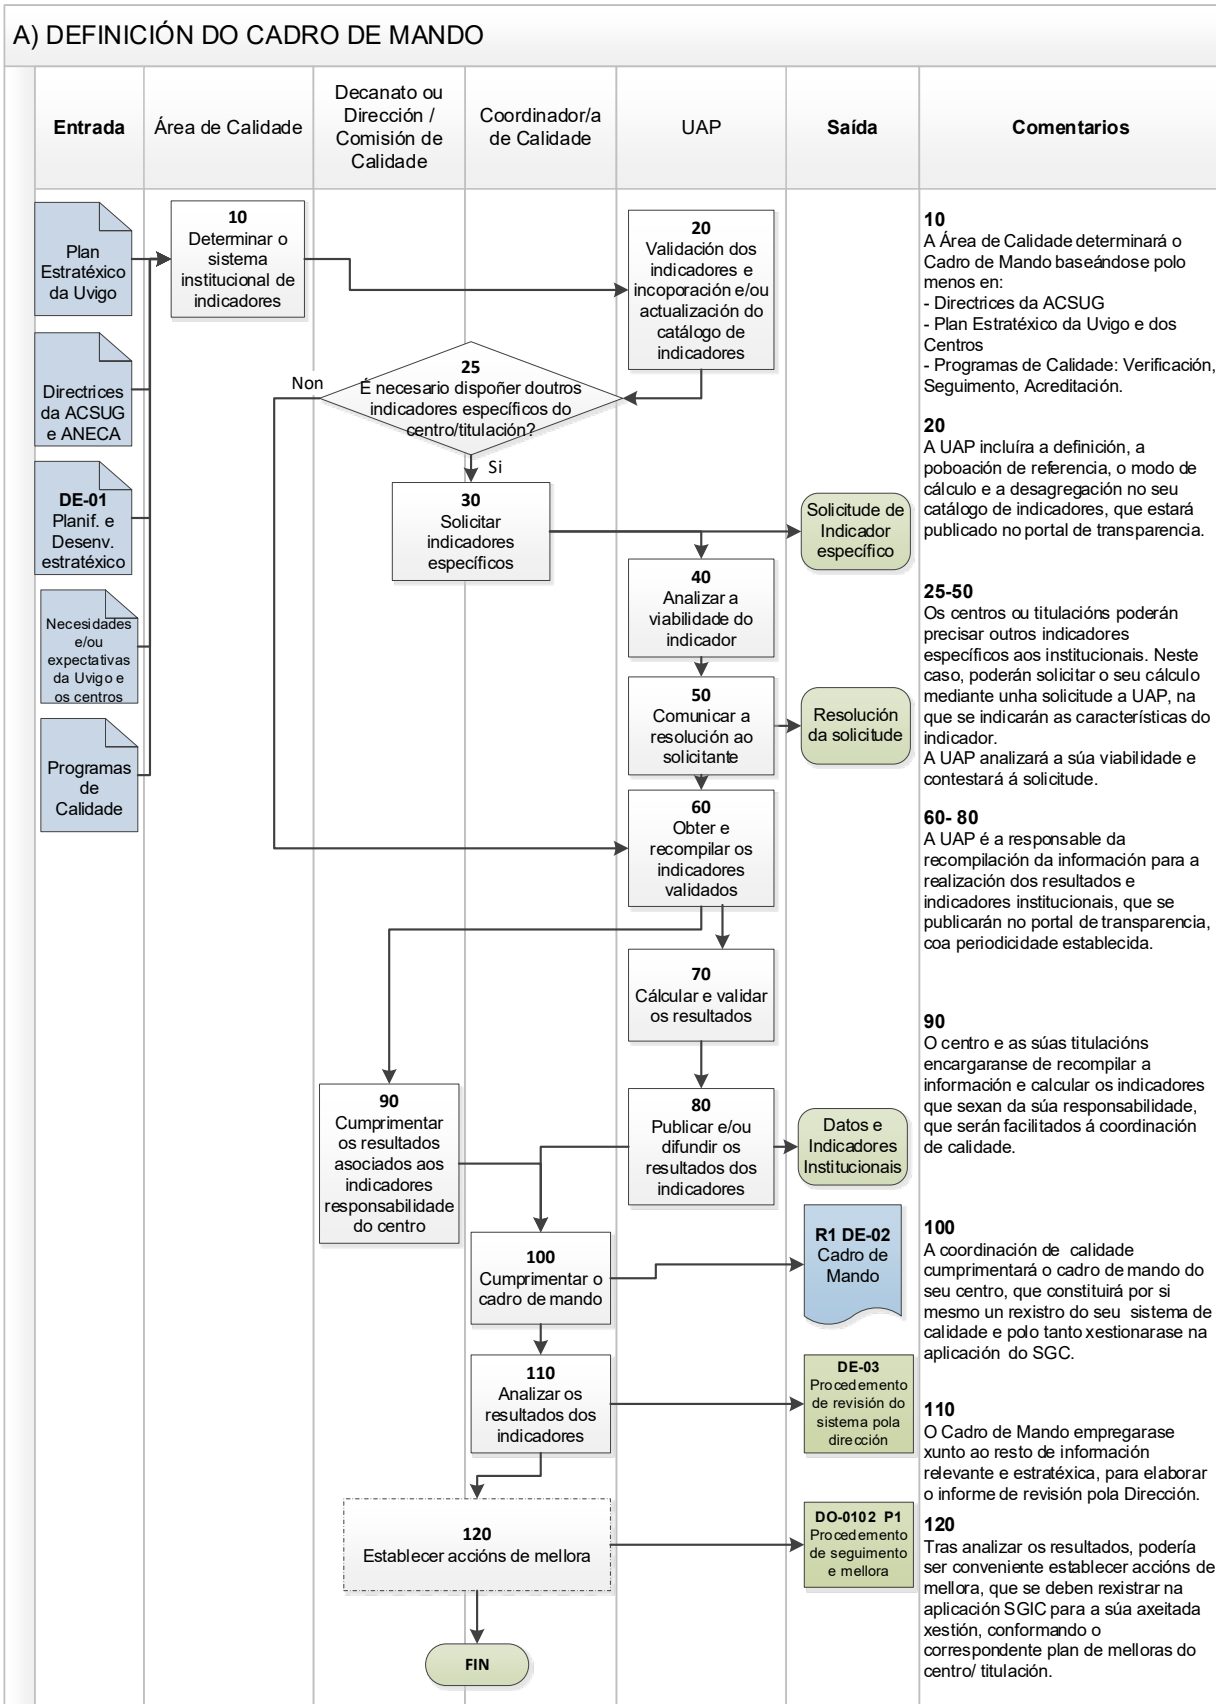 A) DEFINICIÓN DO CADRO DE MANDO
Entrada
Área de Calidade
Decanato ou
Dirección /
Comisión de
Calidade
Coordinador/a
de Calidade
UAP
Saída
Comentarios
Plan
Estratéxico
da Uvigo
Directrices
da ACSUG
e ANECA
DE-01
Planif. e
Desenv.
estratéxico
Necesidades
e/ou
expectativas
da Uvigo e
os centros
Programas
de
Calidade
10
Determinar o
sistema
institucional de
indicadores
20
Validación dos
indicadores e
incoporación e/ou
actualización do
catálogo de
indicadores
25
É necesario dispoñer doutros
indicadores específicos do
centro/titulación?
Non
Si
30
Solicitar
indicadores
específicos
Solicitude de
Indicador
específico
40
Analizar a
viabilidade do
indicador
50
Comunicar a
resolución ao
solicitante
Resolución
da solicitude
60
Obter e
recompilar os
indicadores
validados
70
Cálcular e validar
os resultados
80
Publicar e/ou
difundir os
resultados dos
indicadores
Datos e
Indicadores
Institucionais
90
Cumprimentar
os resultados
asociados aos
indicadores
responsabilidade
do centro
100
Cumprimentar o
cadro de mando
R1 DE-02
Cadro de
Mando
110
Analizar os
resultados dos
indicadores
DE-03
Procedemento
de revisión do
sistema pola
dirección
120
Establecer accións de mellora
DO-0102 P1
Procedemento
de seguimento
e mellora
FIN
10
A Área de Calidade determinará o
Cadro de Mando baseándose polo
menos en:
- Directrices da ACSUG
- Plan Estratéxico da Uvigo e dos
Centros
- Programas de Calidade: Verificación,
Seguimento, Acreditación.
20
A UAP incluíra a definición, a
poboación de referencia, o modo de
cálculo e a desagregación no seu
catálogo de indicadores, que estará
publicado no portal de transparencia.
25-50
Os centros ou titulacións poderán
precisar outros indicadores
específicos aos institucionais. Neste
caso, poderán solicitar o seu cálculo
mediante unha solicitude a UAP, na
que se indicarán as características do
indicador.
A UAP analizará a súa viabilidade e
contestará á solicitude.
60- 80
A UAP é a responsable da
recompilación da información para a
realización dos resultados e
indicadores institucionais, que se
publicarán no portal de transparencia,
coa periodicidade establecida.
90
O centro e as súas titulacións
encargaranse de recompilar a
información e calcular os indicadores
que sexan da súa responsabilidade,
que serán facilitados á coordinación
de calidade.
100
A coordinación de calidade
cumprimentará o cadro de mando do
seu centro, que constituirá por si
mesmo un rexistro do seu sistema de
calidade e polo tanto xestionarase na
aplicación do SGC.
110
O Cadro de Mando empregarase
xunto ao resto de información
relevante e estratéxica, para elaborar
o informe de revisión pola Dirección.
120
Tras analizar os resultados, podería
ser conveniente establecer accións de
mellora, que se deben rexistrar na
aplicación SGIC para a súa axeitada
xestión, conformando o
correspondente plan de melloras do
centro/ titulación.